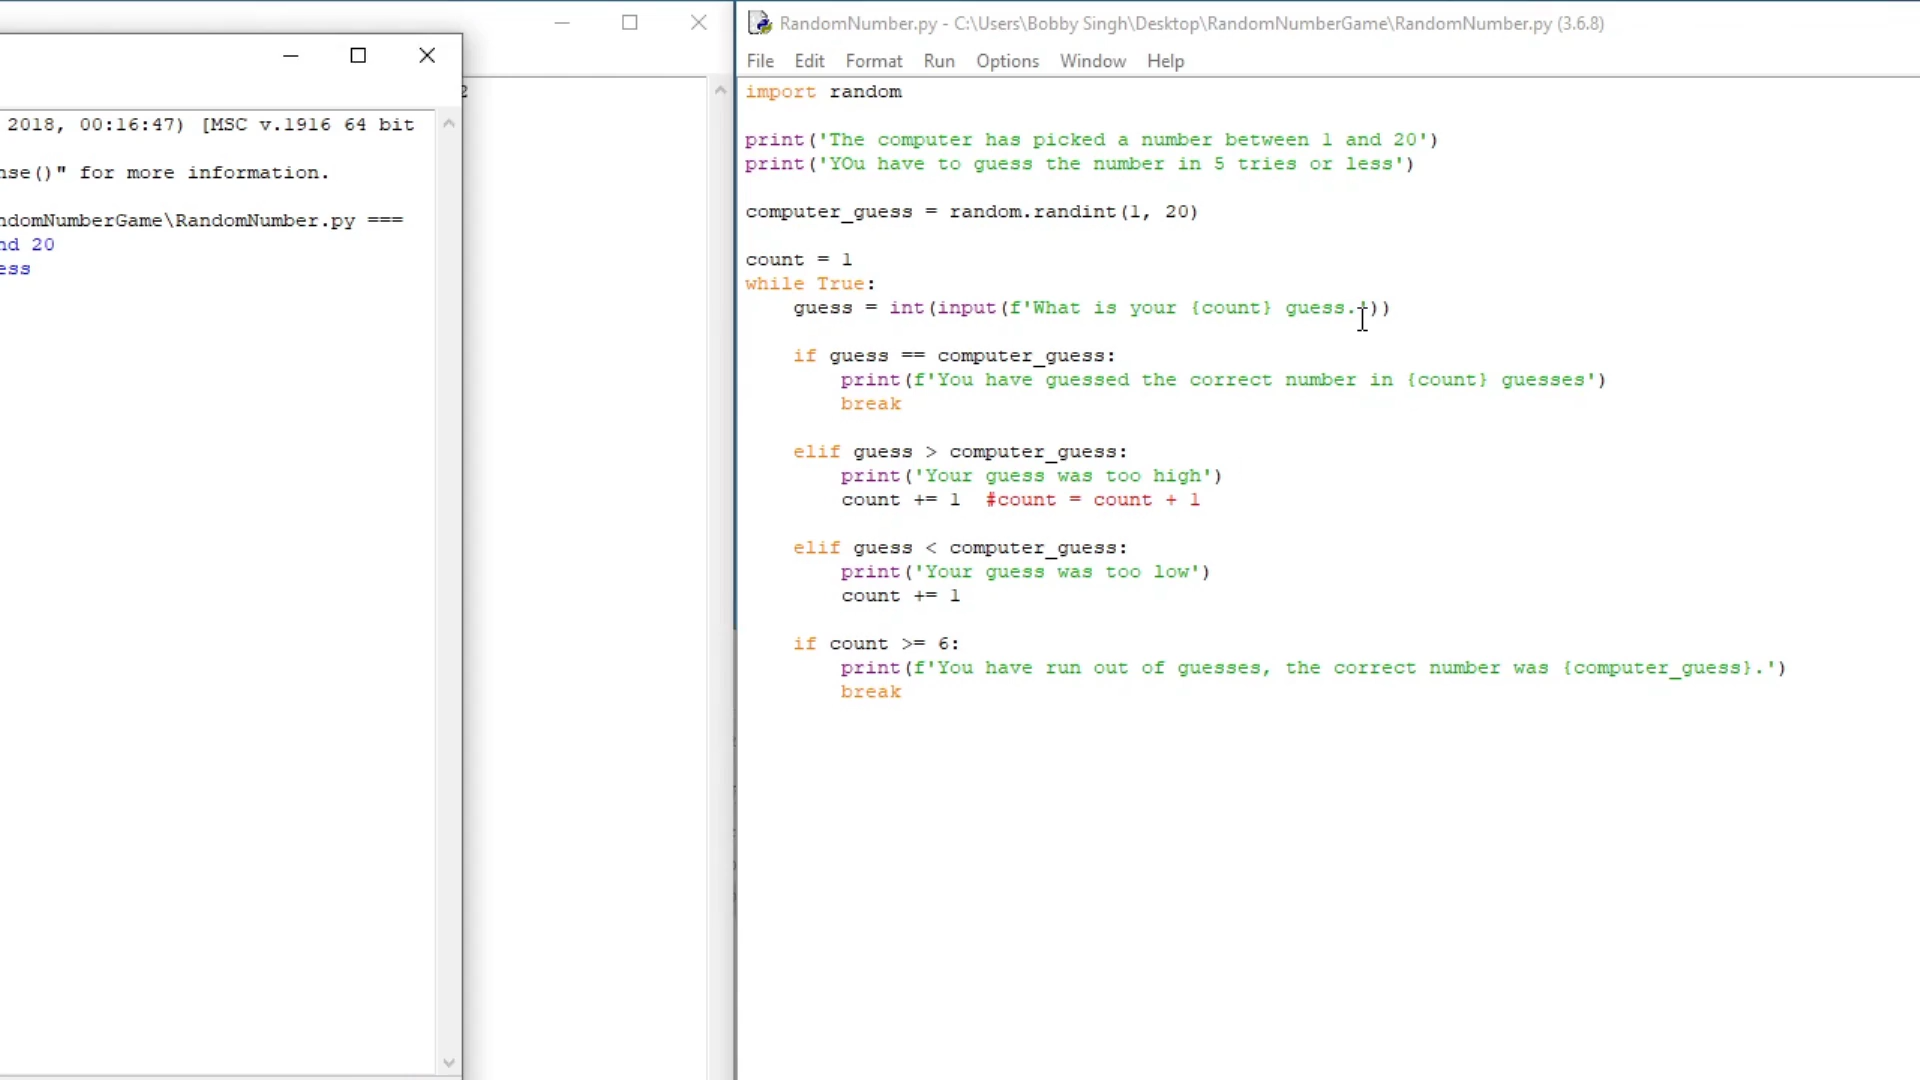 2
2018, 00:16:47) [MSC v.1916 64 bit
nse()" for more information.
ndomNumberGame\RandomNumber.py ===
nd 20
ess
RandomNumber.py - C:\Users\Bobby Singh\Desktop\RandomNumberGame\RandomNumber.py (3.6.8)
File Edit Format Run Options Window Help
import random
print('The computer has picked a number between 1 and 20')
print('YOu have to guess the number in 5 tries or less')
computer_guess = random.randint(1, 20)
count = 1
while True:
    guess = int(input(f'What is your {count} guess.'))
    if guess == computer_guess:
        print(f'You have guessed the correct number in {count} guesses')
        break
    elif guess > computer_guess:
        print('Your guess was too high')
        count += 1  #count = count + 1
    elif guess < computer_guess:
        print('Your guess was too low')
        count += 1
    if count >= 6:
        print(f'You have run out of guesses, the correct number was {computer_guess}.')
        break